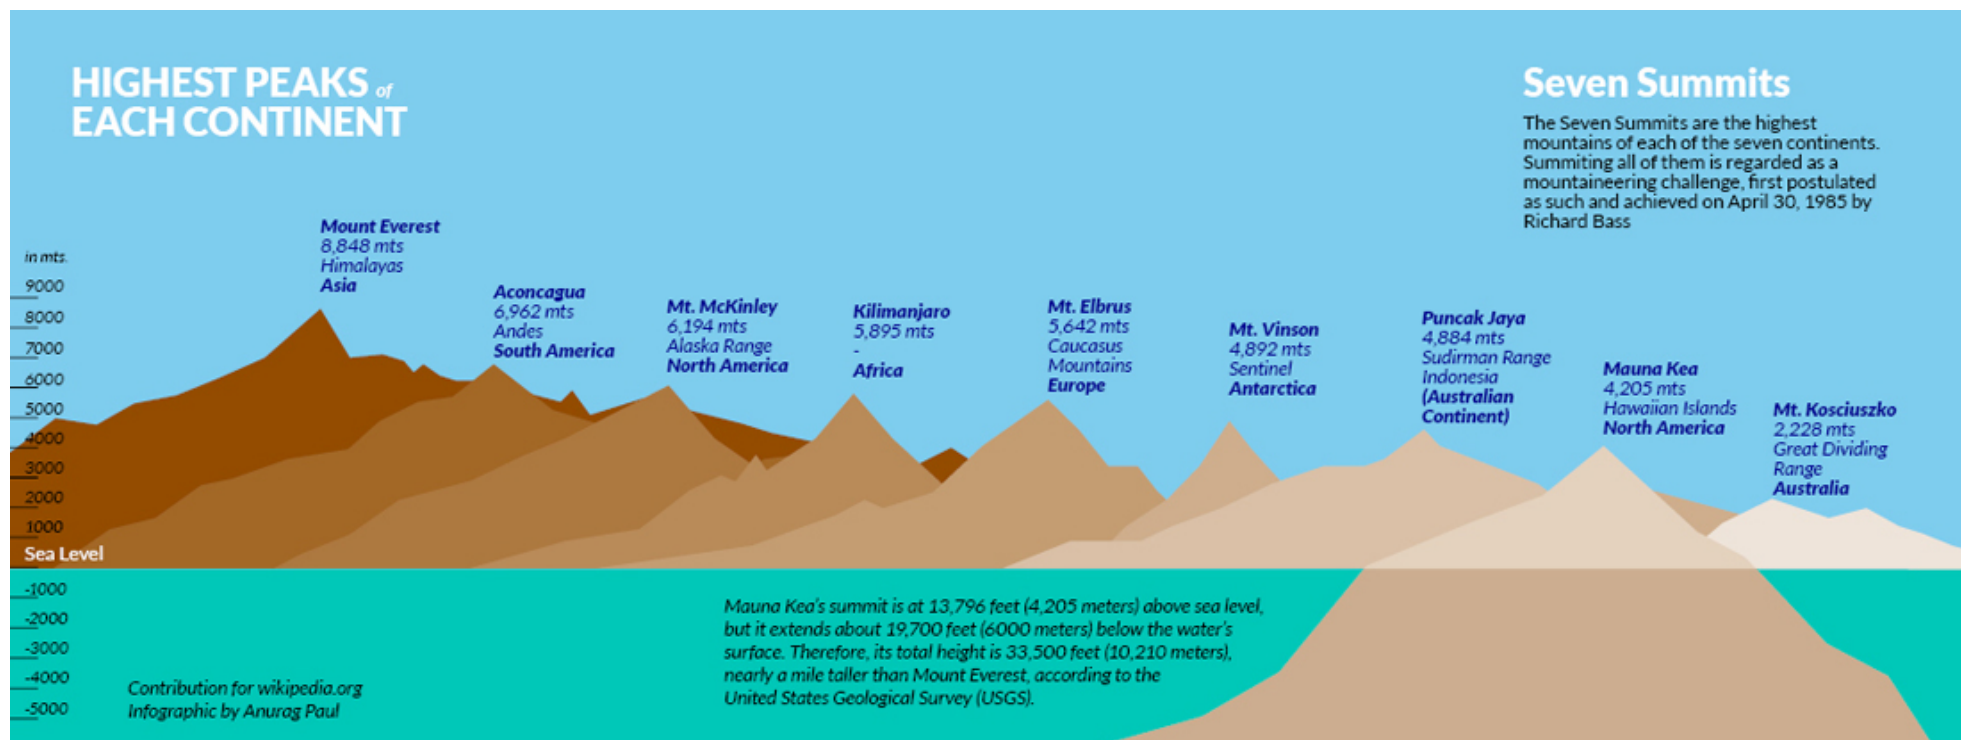 HIGHEST PEAKS of
EACH CONTINENT
Seven Summits
The Seven Summits are the highest
mountains of each of the seven continents.
Summiting all of them is regarded as a
mountaineering challenge, first postulated
as such and achieved on April 30, 1985 by
Richard Bass
in mts.
9000
8000
7000
6000
5000
4000
3000
2000
1000
Sea Level
-1000
-2000
-3000
-4000
-5000
Mount Everest
8,848 mts
Himalayas
Asia
Aconcagua
6,962 mts
Andes
South America
Mt. McKinley
6,194 mts
Alaska Range
North America
Kilimanjaro
5,895 mts
-
Africa
Mt. Elbrus
5,642 mts
Caucasus
Mountains
Europe
Mt. Vinson
4,892 mts
Sentinel
Antarctica
Puncak Jaya
4,884 mts
Sudirman Range
Indonesia
(Australian
Continent)
Mauna Kea
4,205 mts
Hawaiian Islands
North America
Mt. Kosciuszko
2,228 mts
Great Dividing
Range
Australia
Mauna Kea's summit is at 13,796 feet (4,205 meters) above sea level,
but it extends about 19,700 feet (6000 meters) below the water's
surface. Therefore, its total height is 33,500 feet (10,210 meters),
nearly a mile taller than Mount Everest, according to the
United States Geological Survey (USGS).
Contribution for wikipedia.org
Infographic by Anurag Paul